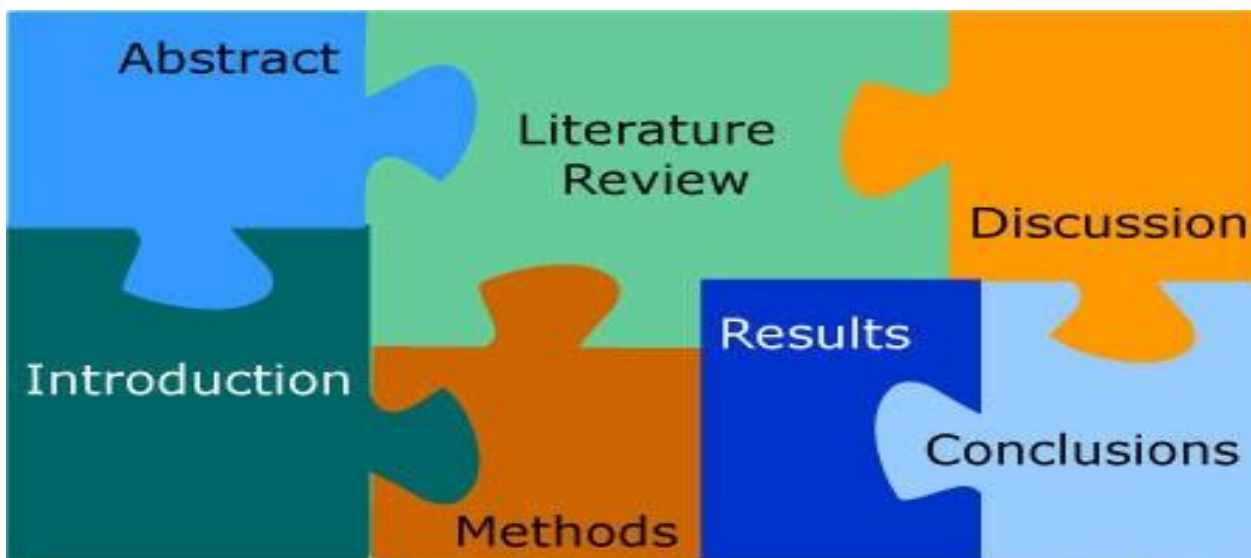 Abstract
Literature
Review
Discussion
Introduction
Results
Conclusions
Methods